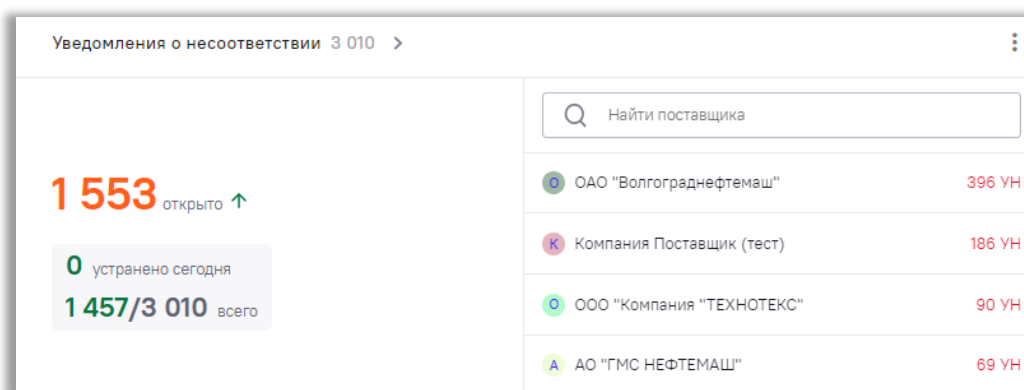 Уведомления о несоответствии 3 010
Найти поставщика
1 553 открыто
0 устранено сегодня
1 457/3 010 всего
О ОАО "Волгограднефтемаш" 396 УН
К Компания Поставщик (тест) 186 УН
О ООО "Компания "ТЕХНОТЕКС" 90 УН
А АО "ГМС НЕФТЕМАШ" 69 УН